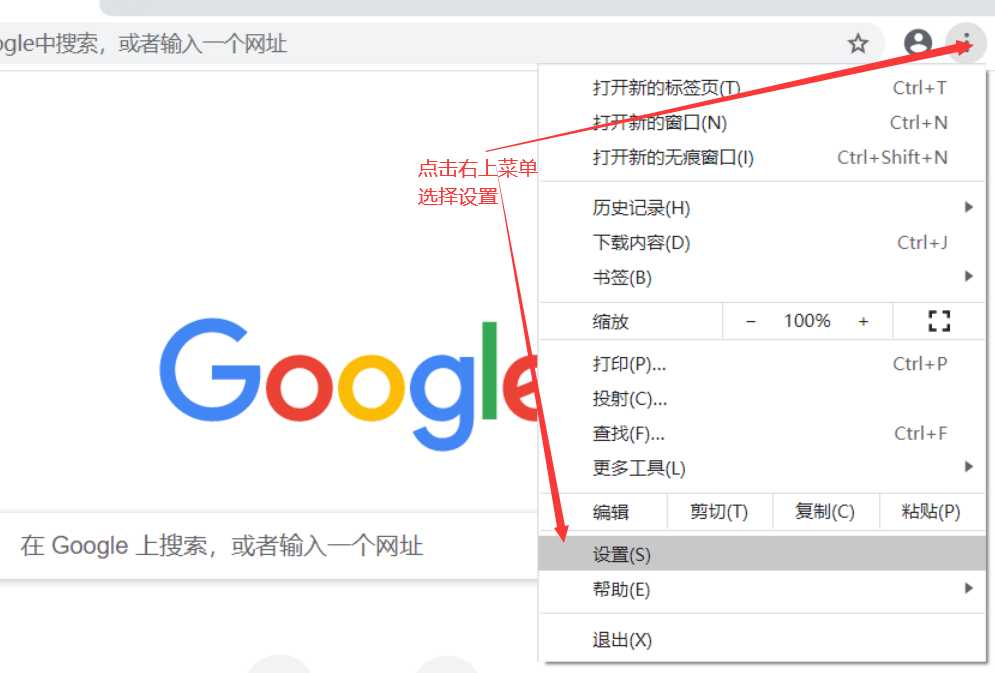 ogle中搜索，或者输入一个网址
打开新的标签页(T) Ctrl+T
打开新的窗口(N) Ctrl+N
打开新的无痕窗口(I) Ctrl+Shift+N
点击右上菜单
选择设置
历史记录(H)
下载内容(D) Ctrl+J
书签(B)
缩放 − 100% +
Google
打印(P)... Ctrl+P
投射(C)...
查找(F)... Ctrl+F
更多工具(L)
编辑 剪切(T) 复制(C) 粘贴(P)
在 Google 上搜索，或者输入一个网址
设置(S)
帮助(E)
退出(X)